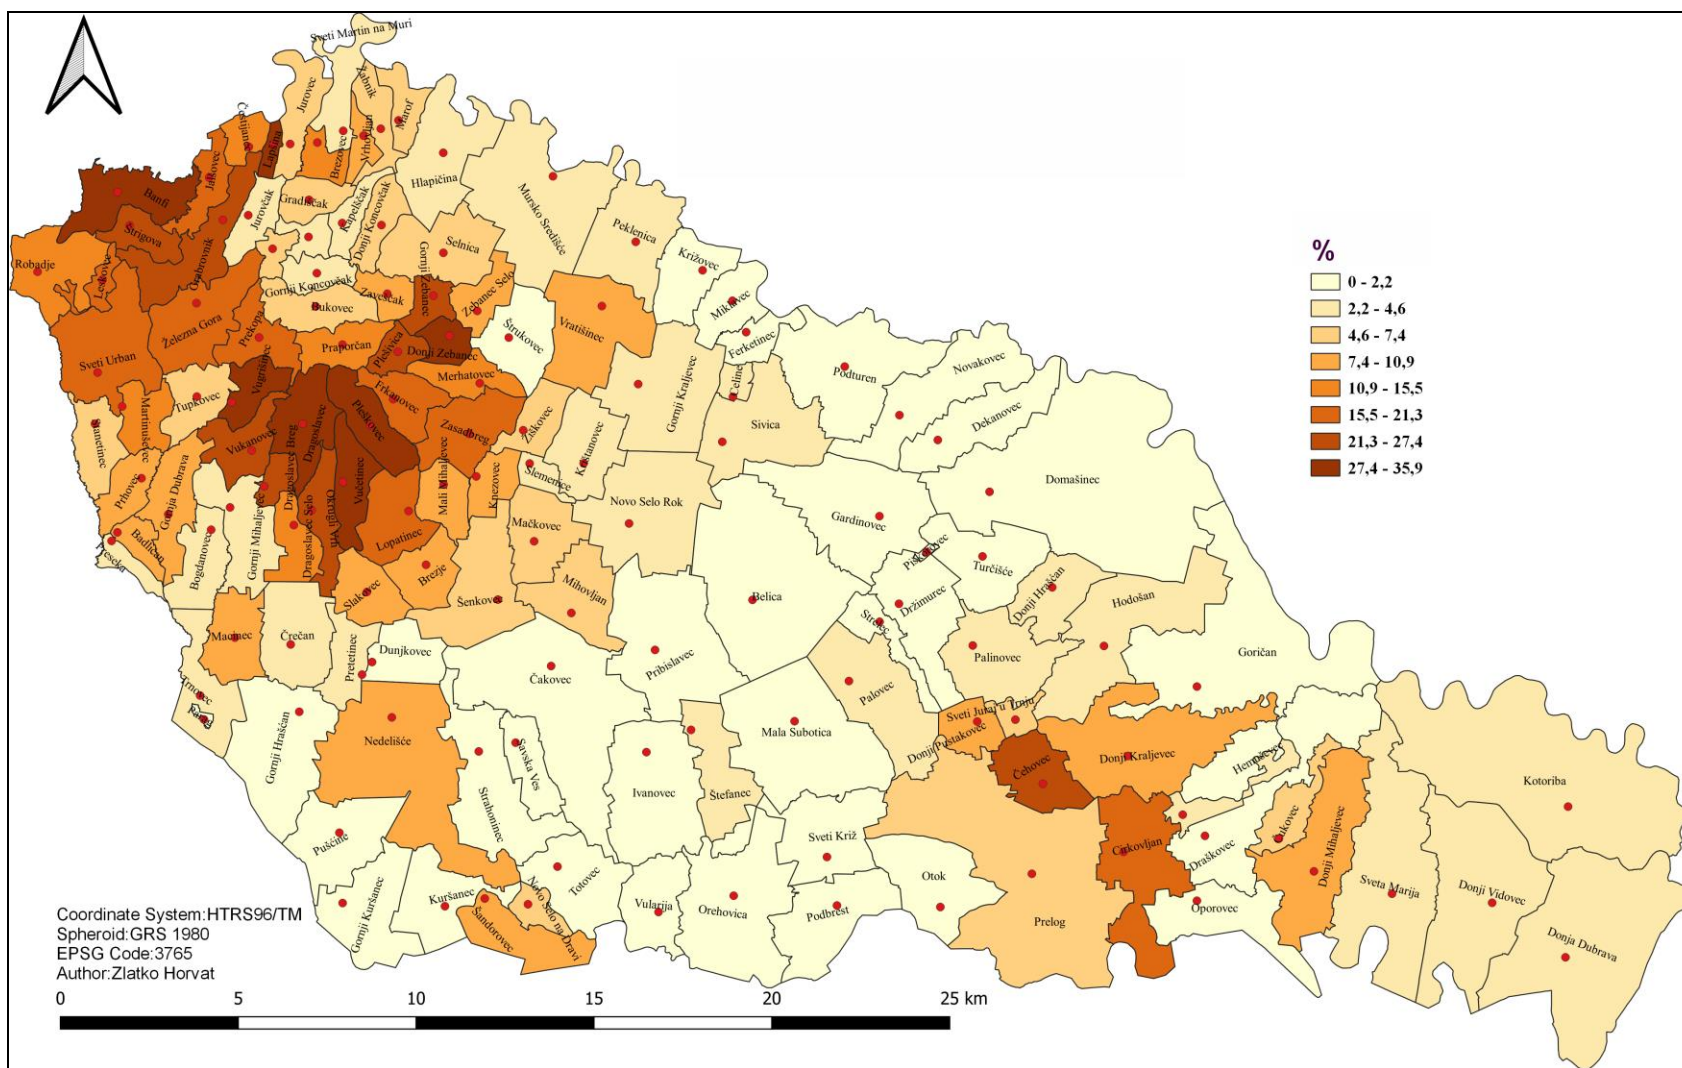 Sveti Martin na Muri
Jurovec
Žabnik
Marof
Vrhovljan
Brezovec
Lapšina
Jalšovec
Banfi
Štrigova
Grabrovnik
Jurovčak
Gradiščak
Kapelščak
Donji Koncovčak
Hlapičina
Mursko Središće
Peklenica
Križovec
Miklavec
Ferketinec
Robadje
Leskovec
Selnica
Gornji Zebanec
Zebanec Selo
Gornji Koncovčak
Bukovec
Zaveščak
Železna Gora
Prekopa
Sveti Urban
Praporčan
Plešivica
Donji Zebanec
Štrukovec
Vratišinec
Merhatovec
Vugrišinec
Tupkovec
Frkanovec
Pleškovec
Dragoslavec
Breg
Vukanovec
Martinuševec
Stanetinec
Zasadbreg
Žiškovec
Gornji Kraljevec
Celine
Sivica
Podturen
Novakovec
Dekanovec
Domašinec
Prhovec
Gornja Dubrava
Badličan
Bogdanovec
Gornji Mihaljevec
Dragoslavec
Dragoslavec Selo
Okrugli Vrh
Vučetinec
Lopatinec
Mali Mihaljevec
Knezovec
Slemenice
Krištanovec
Novo Selo Rok
Mačkovec
Gardinovec
Piškorovec
Turčišće
Donji Hrašćan
Hodošan
Goričan
Slakovec
Brezje
Šenkovec
Mihovljan
Belica
Držimurec
Strelec
Palinovec
Palovec
Macinec
Črečan
Pretetinec
Dunjkovec
Čakovec
Pribislavec
Trnovec
Parag
Gornji Hrašćan
Nedelišće
Savska Ves
Strahoninec
Ivanovec
Štefanec
Mala Subotica
Sveti Juraj u Trnju
Donji Pustakovec
Čehovec
Donji Kraljevec
Hemuševec
Kotoriba
Pušćine
Gornji Kuršanec
Kuršanec
Šandorovec
Novo Selo na Dravi
Totovec
Vularija
Orehovica
Sveti Križ
Podbrest
Otok
Prelog
Cirkovljan
Draškovec
Čukovec
Oporovec
Donji Mihaljevec
Sveta Marija
Donji Vidovec
Donja Dubrava
%
0 - 2,2
2,2 - 4,6
4,6 - 7,4
7,4 - 10,9
10,9 - 15,5
15,5 - 21,3
21,3 - 27,4
27,4 - 35,9
Coordinate System:HTRS96/TM
Spheroid:GRS 1980
EPSG Code:3765
Author:Zlatko Horvat
0 5 10 15 20 25 km